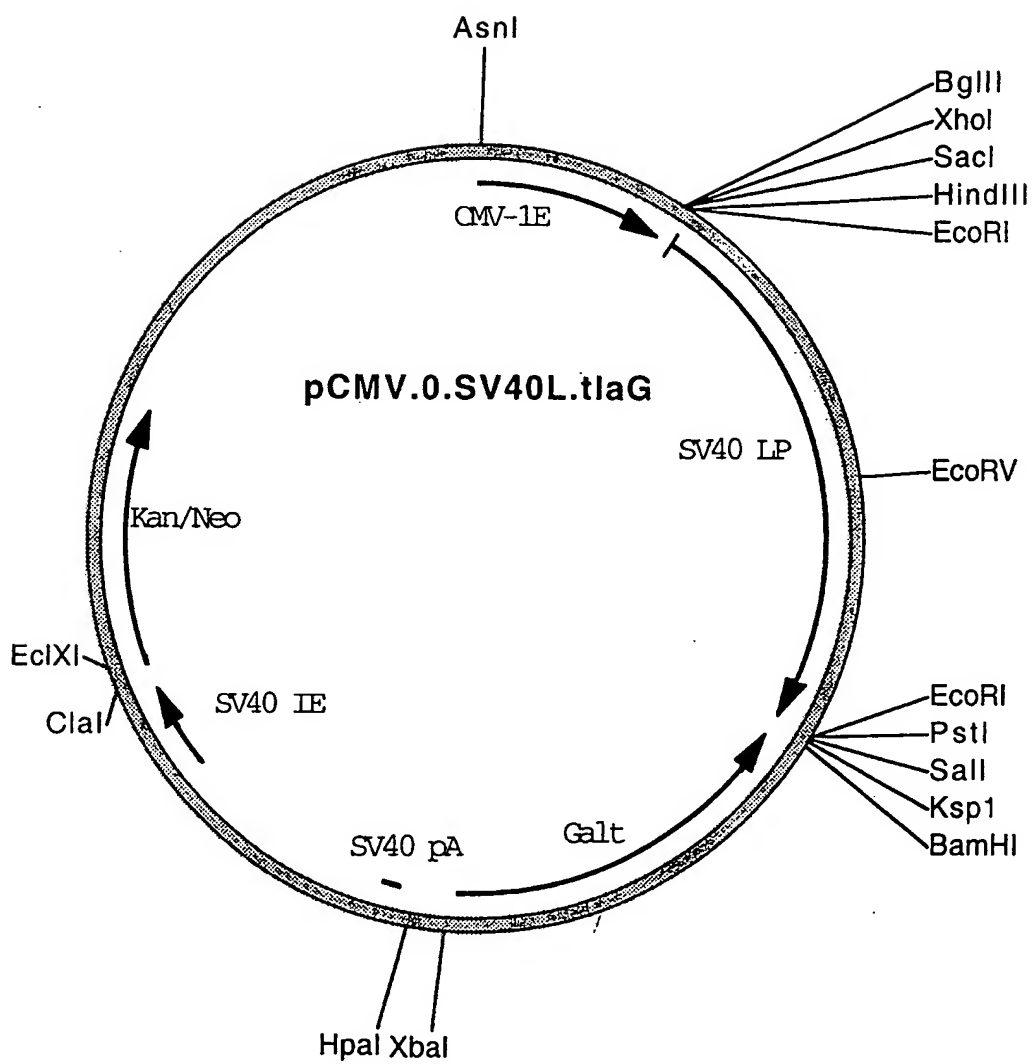 AsnI
BglII
XhoI
SacI
HindIII
EcoRI
CMV-1E
pCMV.0.SV40L.tlaG
SV40 LP
EcoRV
Kan/Neo
EclXI
ClaI
SV40 IE
EcoRI
PstI
SalI
Ksp1
BamHI
Galt
SV40 pA
HpaI XbaI